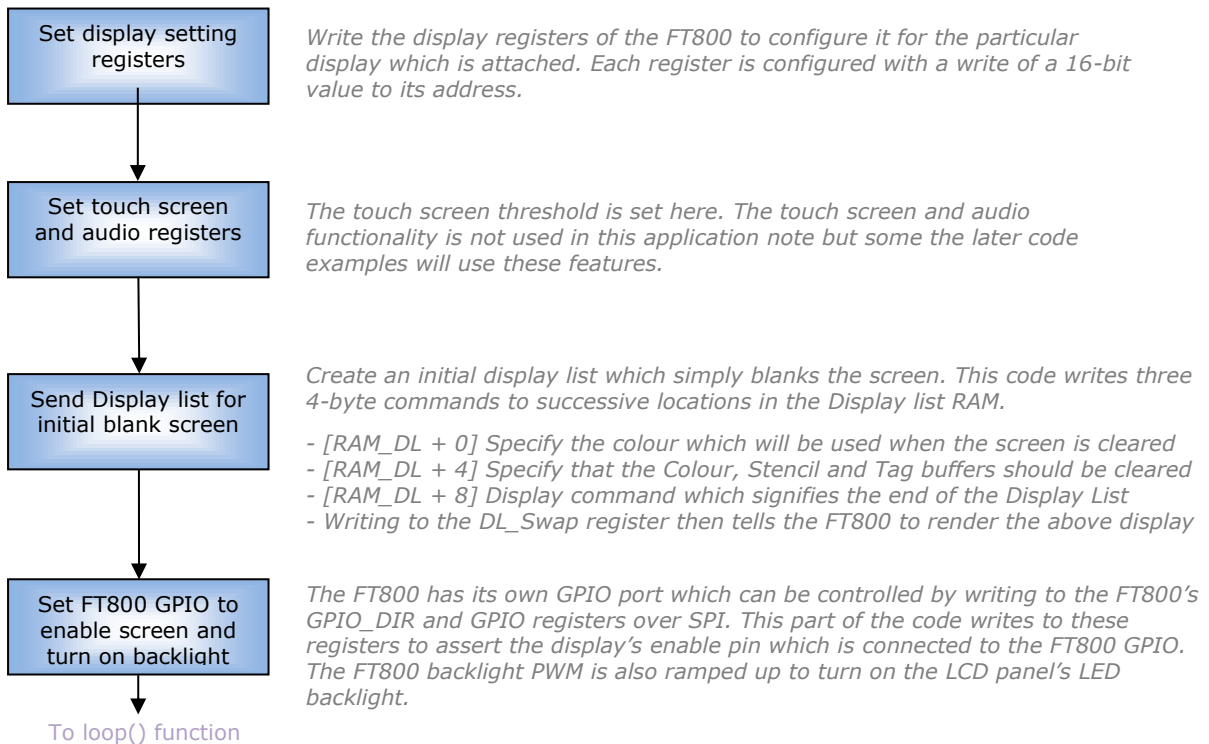 Set display setting
registers
Write the display registers of the FT800 to configure it for the particular
display which is attached. Each register is configured with a write of a 16-bit
value to its address.
Set touch screen
and audio registers
The touch screen threshold is set here. The touch screen and audio
functionality is not used in this application note but some the later code
examples will use these features.
Send Display list for
initial blank screen
Create an initial display list which simply blanks the screen. This code writes three
4-byte commands to successive locations in the Display list RAM.
- [RAM_DL + 0] Specify the colour which will be used when the screen is cleared
- [RAM_DL + 4] Specify that the Colour, Stencil and Tag buffers should be cleared
- [RAM_DL + 8] Display command which signifies the end of the Display List
- Writing to the DL_Swap register then tells the FT800 to render the above display
Set FT800 GPIO to
enable screen and
turn on backlight
The FT800 has its own GPIO port which can be controlled by writing to the FT800's
GPIO_DIR and GPIO registers over SPI. This part of the code writes to these
registers to assert the display's enable pin which is connected to the FT800 GPIO.
The FT800 backlight PWM is also ramped up to turn on the LCD panel's LED
backlight.
To loop() function